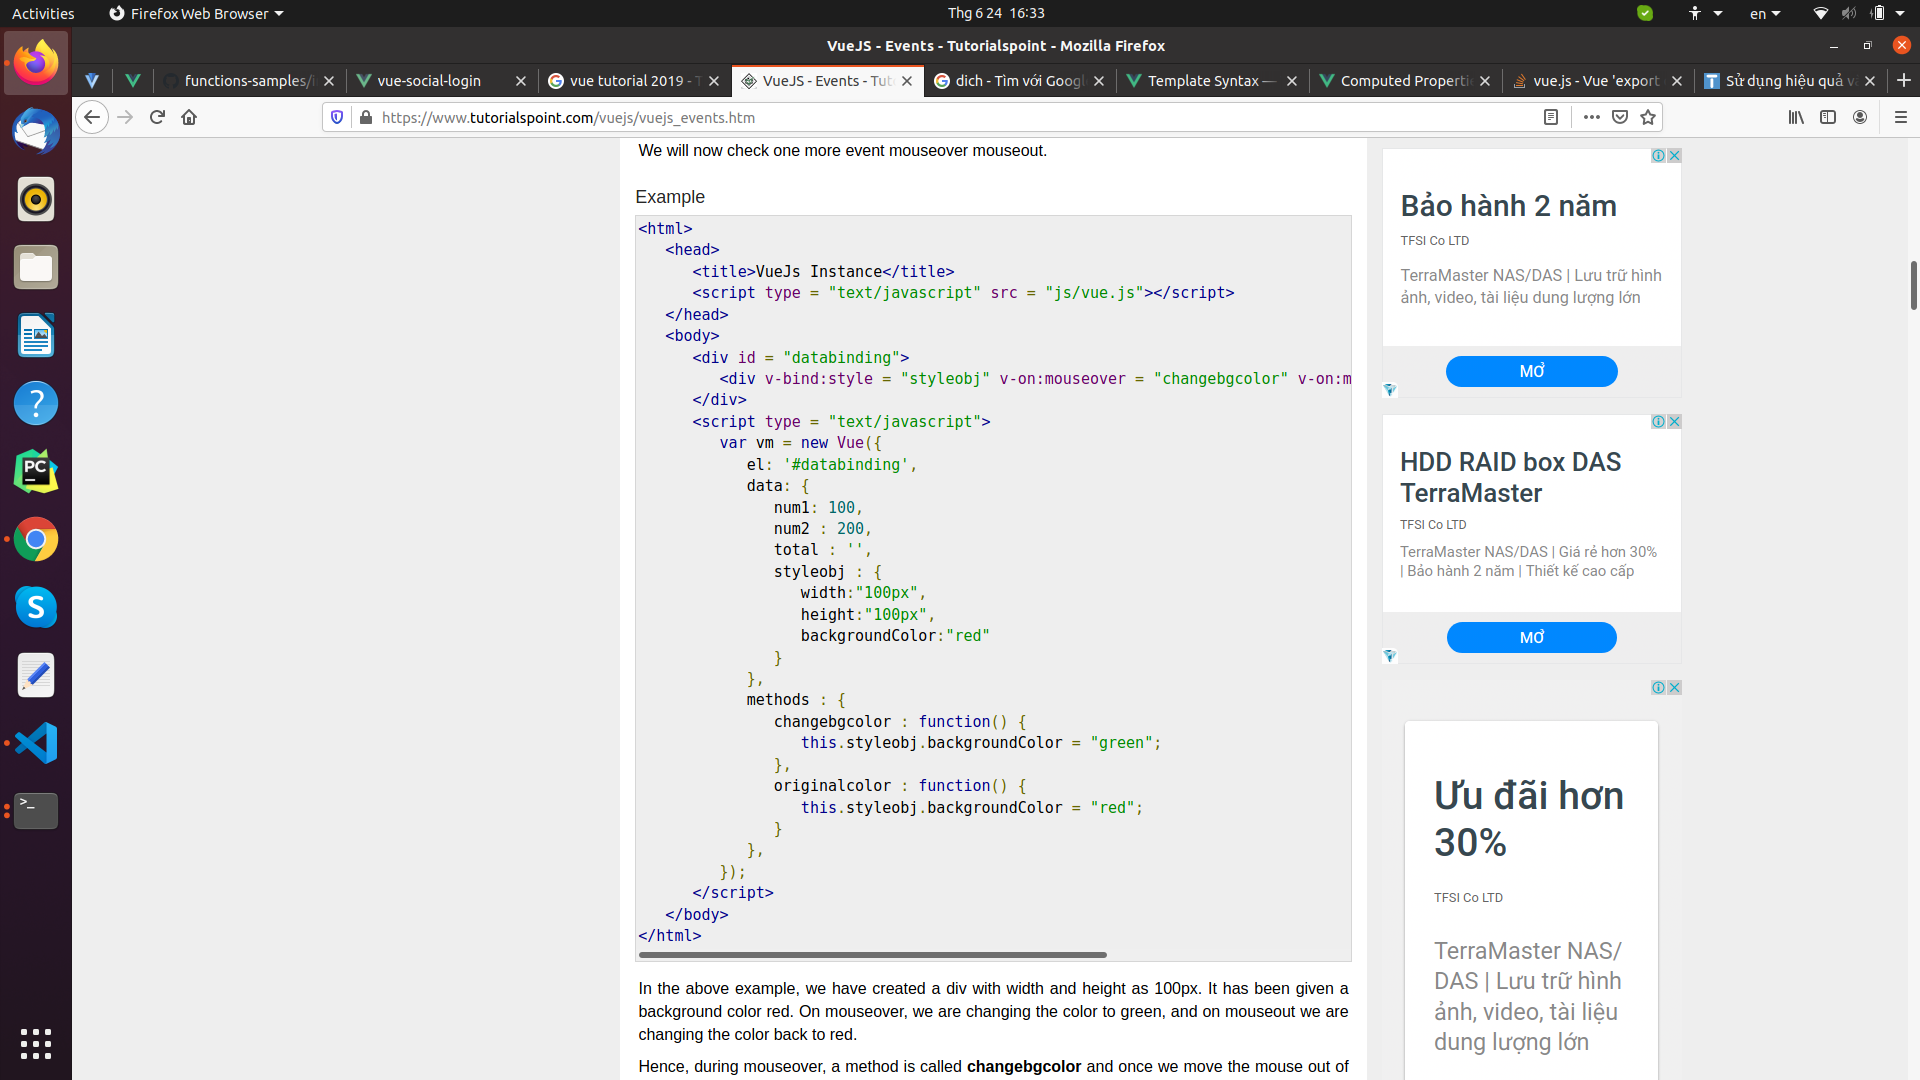 Activities
Firefox Web Browser
Thg 6 24 16:33
en
VueJS - Events - Tutorialspoint - Mozilla Firefox
functions-samples/
vue-social-login
vue tutorial 2019 - T
VueJS - Events - Tut
dich - Tìm với Googl
Template Syntax —
Computed Properti
vue.js - Vue 'export
Sử dụng hiệu quả v
https://www.tutorialspoint.com/vuejs/vuejs_events.htm
We will now check one more event mouseover mouseout.
Example
<html>
<head>
<title>VueJs Instance</title>
<script type = "text/javascript" src = "js/vue.js"></script>
</head>
<body>
<div id = "databinding">
<div v-bind:style = "styleobj" v-on:mouseover = "changebgcolor" v-on:m
</div>
<script type = "text/javascript">
var vm = new Vue({
el: '#databinding',
data: {
num1: 100,
num2 : 200,
total : '',
styleobj : {
width:"100px",
height:"100px",
backgroundColor:"red"
}
},
methods : {
changebgcolor : function() {
this.styleobj.backgroundColor = "green";
},
originalcolor : function() {
this.styleobj.backgroundColor = "red";
}
},
});
</script>
</body>
</html>
In the above example, we have created a div with width and height as 100px. It has been given a
background color red. On mouseover, we are changing the color to green, and on mouseout we are
changing the color back to red.
Hence, during mouseover, a method is called changebgcolor and once we move the mouse out of
Bảo hành 2 năm
TFSI Co LTD
TerraMaster NAS/DAS | Lưu trữ hình
ảnh, video, tài liệu dung lượng lớn
MỞ
HDD RAID box DAS
TerraMaster
TFSI Co LTD
TerraMaster NAS/DAS | Giá rẻ hơn 30%
| Bảo hành 2 năm | Thiết kế cao cấp
MỞ
Ưu đãi hơn
30%
TFSI Co LTD
TerraMaster NAS/
DAS | Lưu trữ hình
ảnh, video, tài liệu
dung lượng lớn